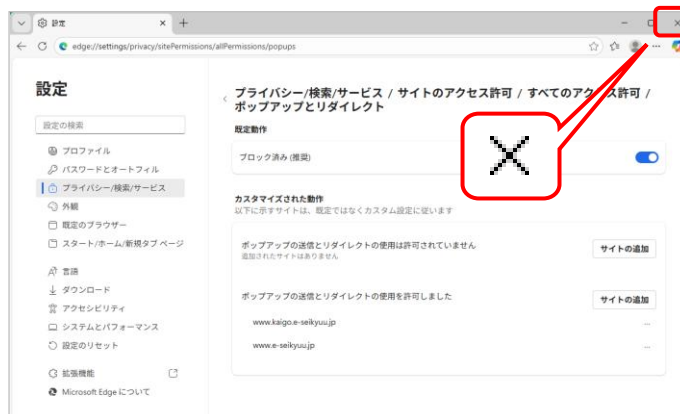 設定
edge://settings/privacy/sitePermissions/allPermissions/popups
設定
設定の検索
プロファイル
パスワードとオートフィル
プライバシー/検索/サービス
外観
既定のブラウザー
スタート/ホーム/新規タブ ページ
言語
ダウンロード
アクセシビリティ
システムとパフォーマンス
設定のリセット
拡張機能
Microsoft Edge について
プライバシー/検索/サービス / サイトのアクセス許可 / すべてのアクセス許可 /
ポップアップとリダイレクト
既定動作
ブロック済み (推奨)
カスタマイズされた動作
以下に示すサイトは、既定ではなくカスタム設定に従います
ポップアップの送信とリダイレクトの使用は許可されていません
追加されたサイトはありません
サイトの追加
ポップアップの送信とリダイレクトの使用を許可しました
サイトの追加
www.kaigo.e-seikyuu.jp
www.e-seikyuu.jp